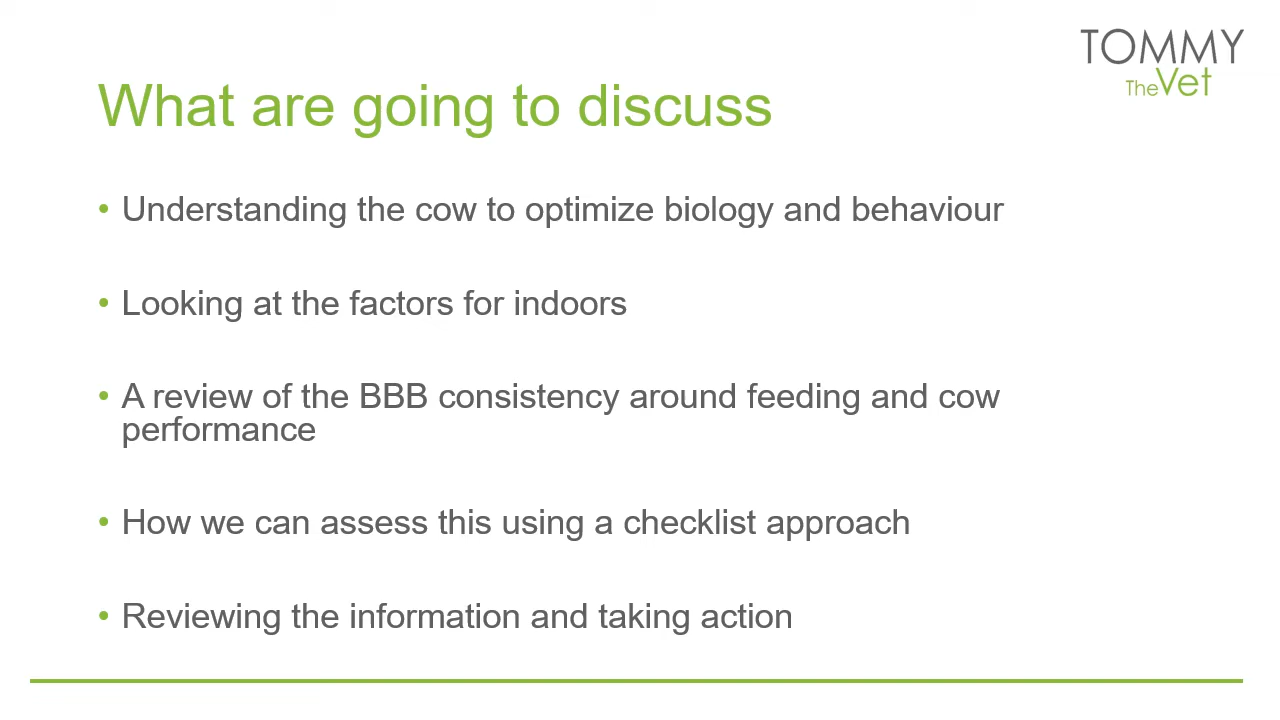 TOMMY
TheVet
What are going to discuss
• Understanding the cow to optimize biology and behaviour
• Looking at the factors for indoors
• A review of the BBB consistency around feeding and cow
performance
• How we can assess this using a checklist approach
• Reviewing the information and taking action